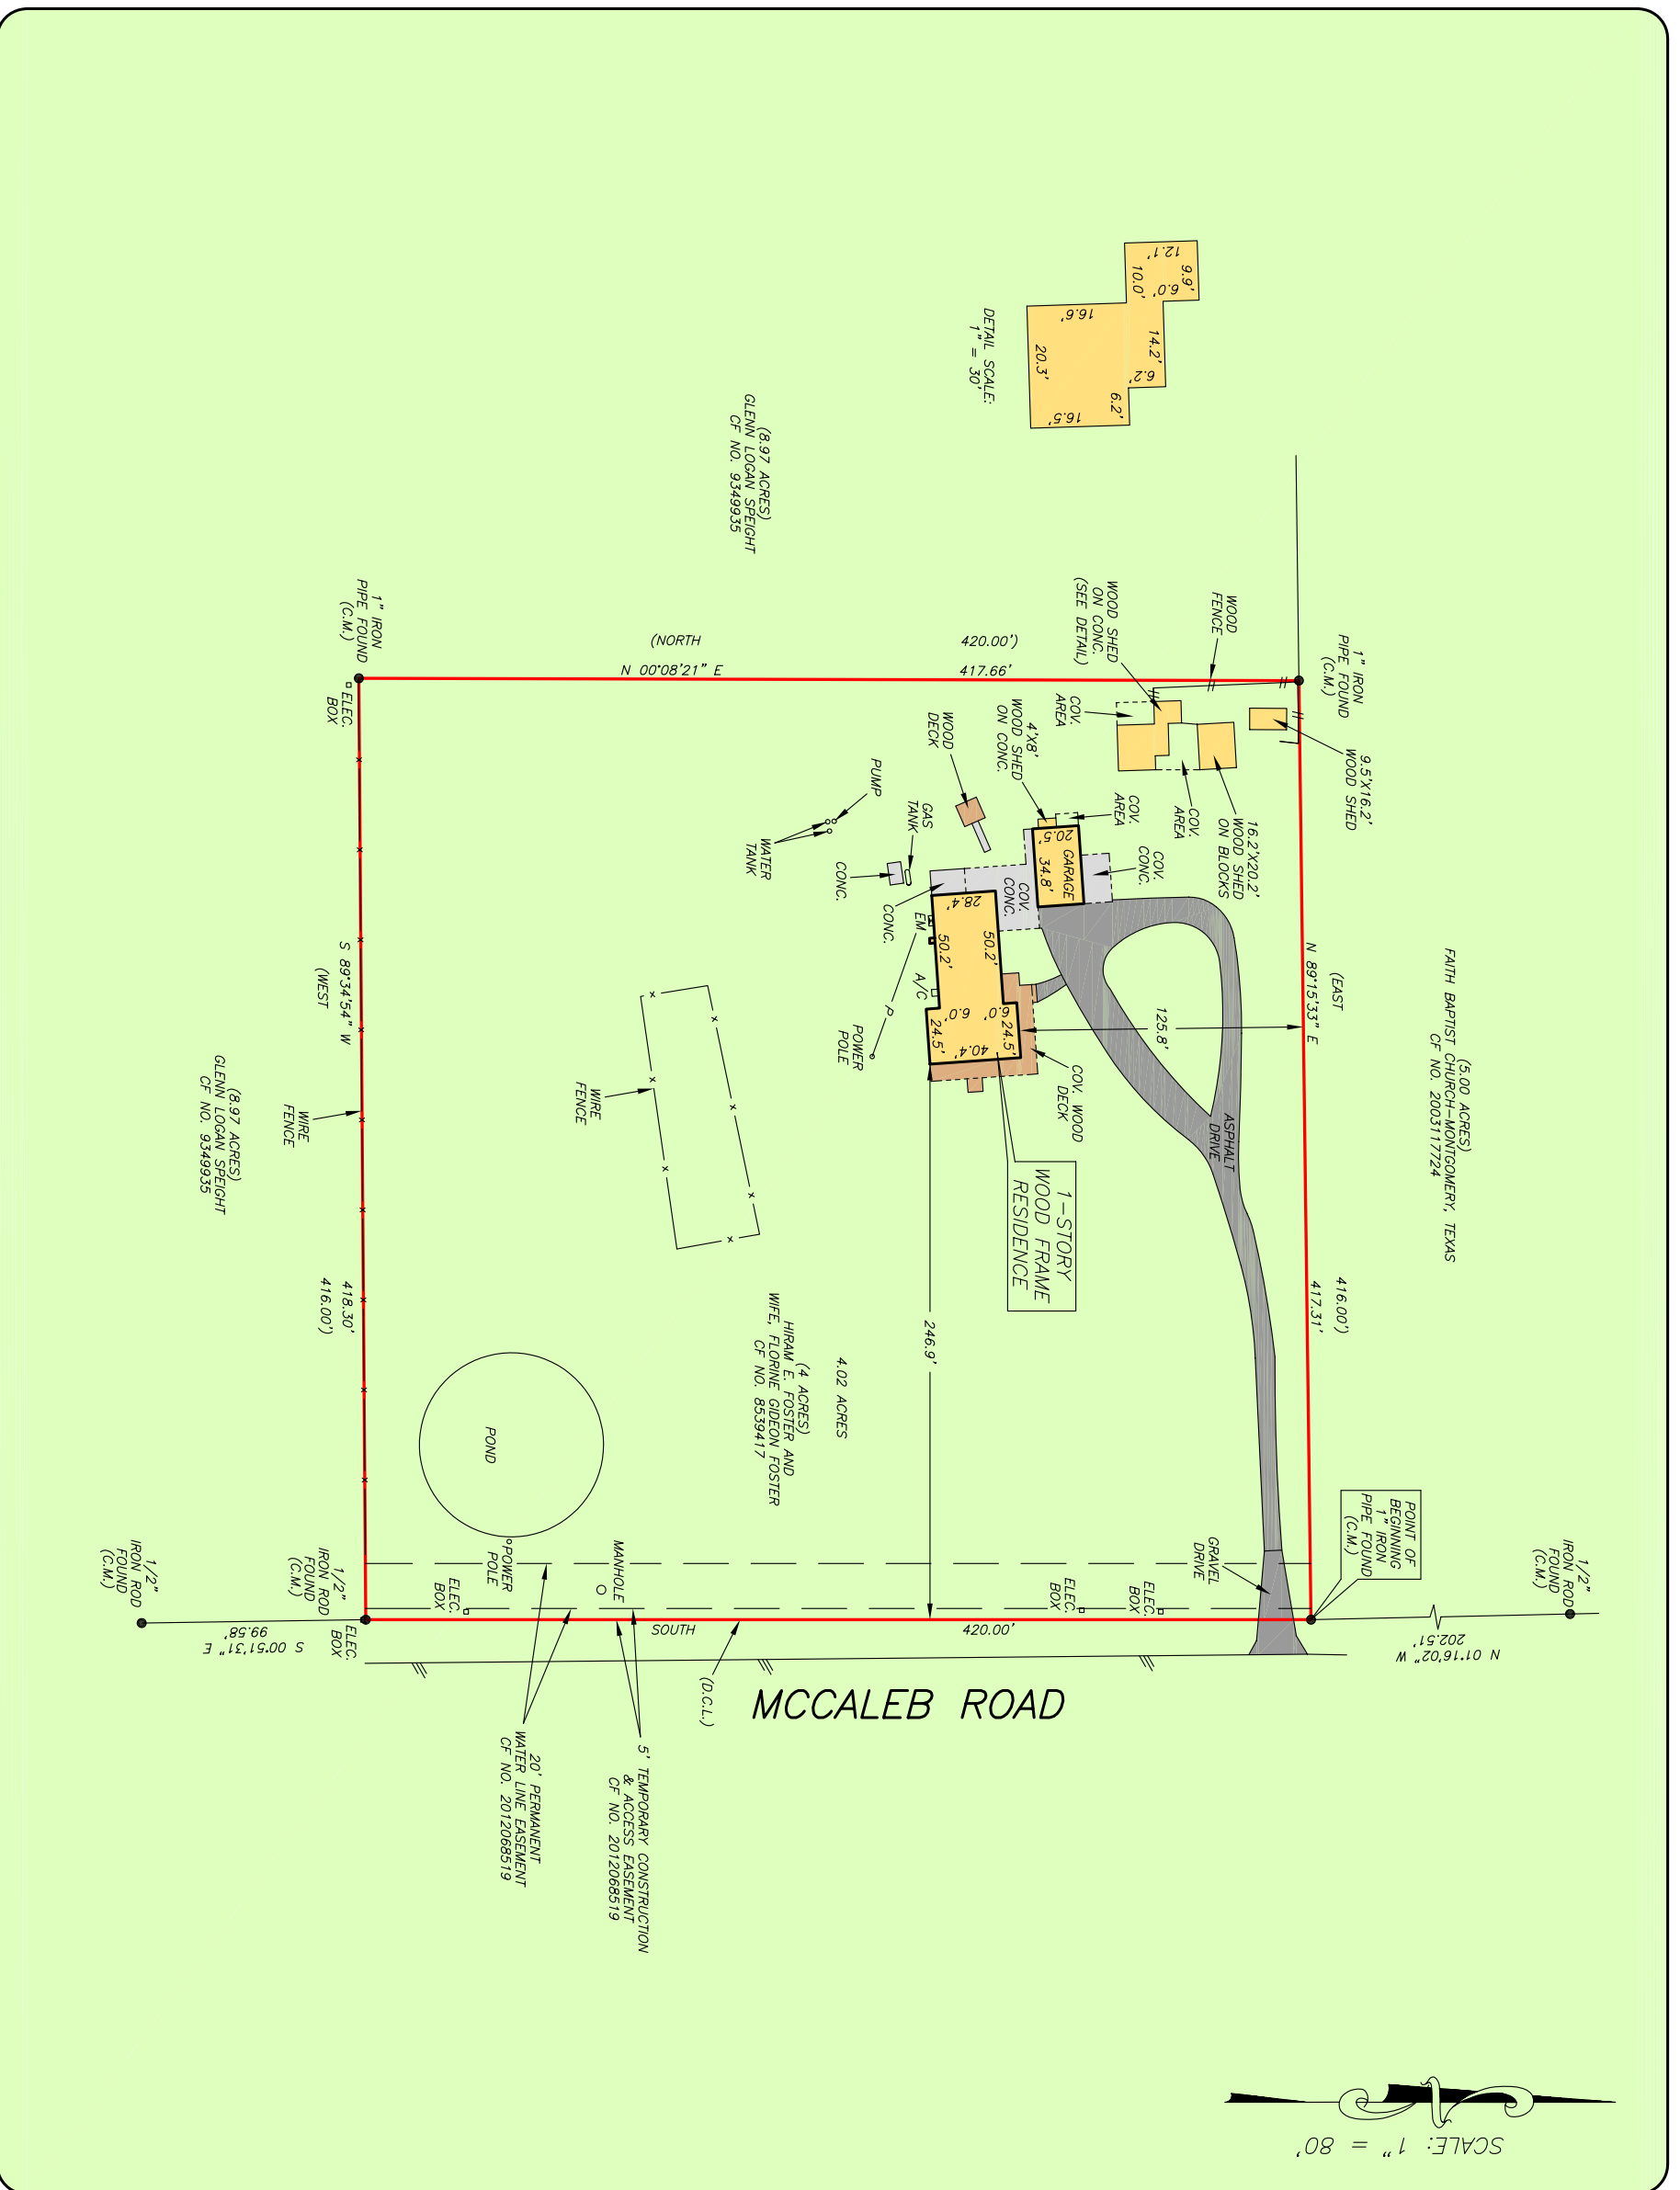 12.1'
9.9'
10.0'
6.0'
14.2'
16.6'
20.3'
6.2'
6.2'
16.5'
DETAIL SCALE:
1" = 30'
(8.97 ACRES)
GLENN LOGAN SPEIGHT
CF NO. 9349935
WOOD
FENCE
WOOD SHED
ON CONC.
(SEE DETAIL)
1" IRON
PIPE FOUND
(C.M.)
1" IRON
PIPE FOUND
(C.M.)
(NORTH 420.00')
N 00°08'21" E 417.66'
ELEC.
BOX
9.5'X16.2'
WOOD SHED
16.2'X20.2'
WOOD SHED
ON BLOCKS
COV.
AREA
COV.
AREA
COV.
AREA
4'X8'
WOOD SHED
ON CONC.
WOOD
DECK
PUMP
WATER
TANK
GAS
TANK
CONC.
CONC.
COV.
CONC.
COV.
CONC.
20.5'
GARAGE
34.8'
28.4'
50.2'
50.2'
EM
A/C
6.0'
6.0'
24.5'
24.5'
40.4'
P
POWER
POLE
COV. WOOD
DECK
125.8'
ASPHALT
DRIVE
1-STORY
WOOD FRAME
RESIDENCE
(EAST 416.00')
N 89°15'33" E 417.31'
(5.00 ACRES)
FAITH BAPTIST CHURCH-MONTGOMERY, TEXAS
CF NO. 2003117724
S 89°34'54" W 418.30'
(WEST 416.00')
WIRE
FENCE
WIRE
FENCE
(8.97 ACRES)
GLENN LOGAN SPEIGHT
CF NO. 9349935
246.9'
4.02 ACRES
(4 ACRES)
HIRAM E. FOSTER AND
WIFE, FLORINE GIDEON FOSTER
CF NO. 8539417
POND
POWER
POLE
MANHOLE
GRAVEL
DRIVE
ELEC.
BOX
ELEC.
BOX
ELEC.
BOX
ELEC.
BOX
POINT OF
BEGINNING
1" IRON
PIPE FOUND
(C.M.)
1/2"
IRON ROD
FOUND
(C.M.)
1/2"
IRON ROD
FOUND
(C.M.)
1/2"
IRON ROD
FOUND
(C.M.)
SOUTH 420.00'
S 00°51'31" E
99.58'
N 01°16'02" W
202.51'
(D.C.L.)
MCCALEB ROAD
5' TEMPORARY CONSTRUCTION
& ACCESS EASEMENT
CF NO. 2012068519
20' PERMANENT
WATER LINE EASEMENT
CF NO. 2012068519
N
SCALE: 1" = 80'